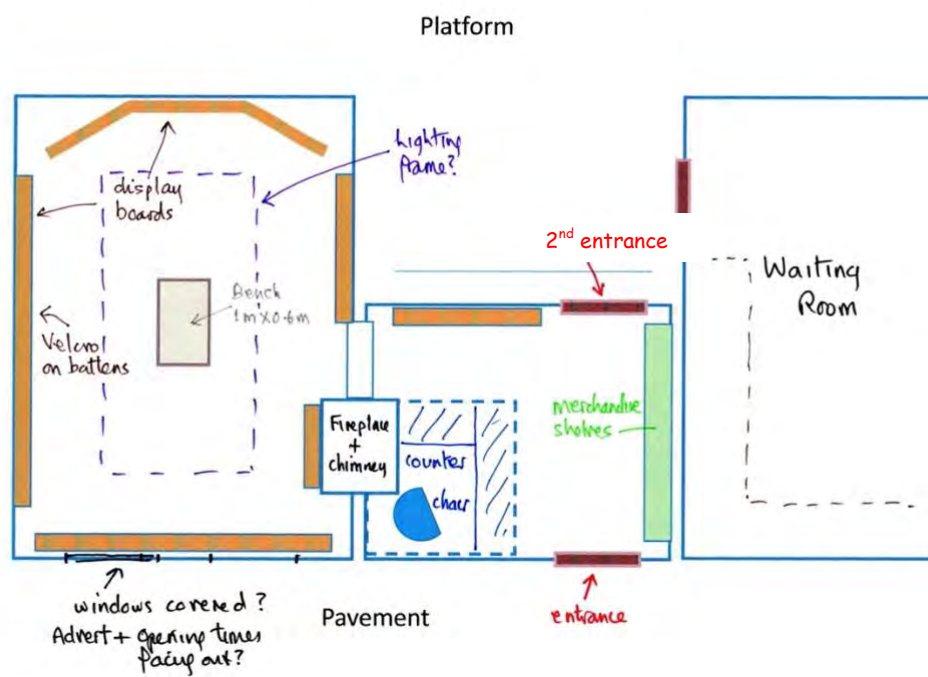 Platform
Lighting
frame?
display
boards
2nd entrance
Waiting
Room
Bench
1m x 0.6m
Velcro
on battens
merchandise
shelves
Fireplace
+
chimney
counter
chair
windows covered?
Advert + opening times
facing out?
Pavement
entrance